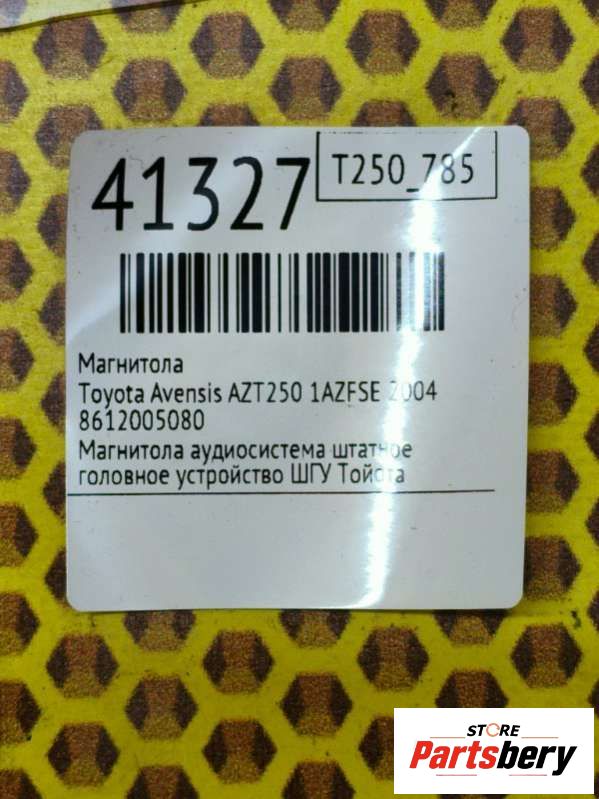 41327
T250_785
Магнитола
Toyota Avensis AZT250 1AZFSE 2004
8612005080
Магнитола аудиосистема штатное
головное устройство ШГУ Тойота
STORE
Partsbery